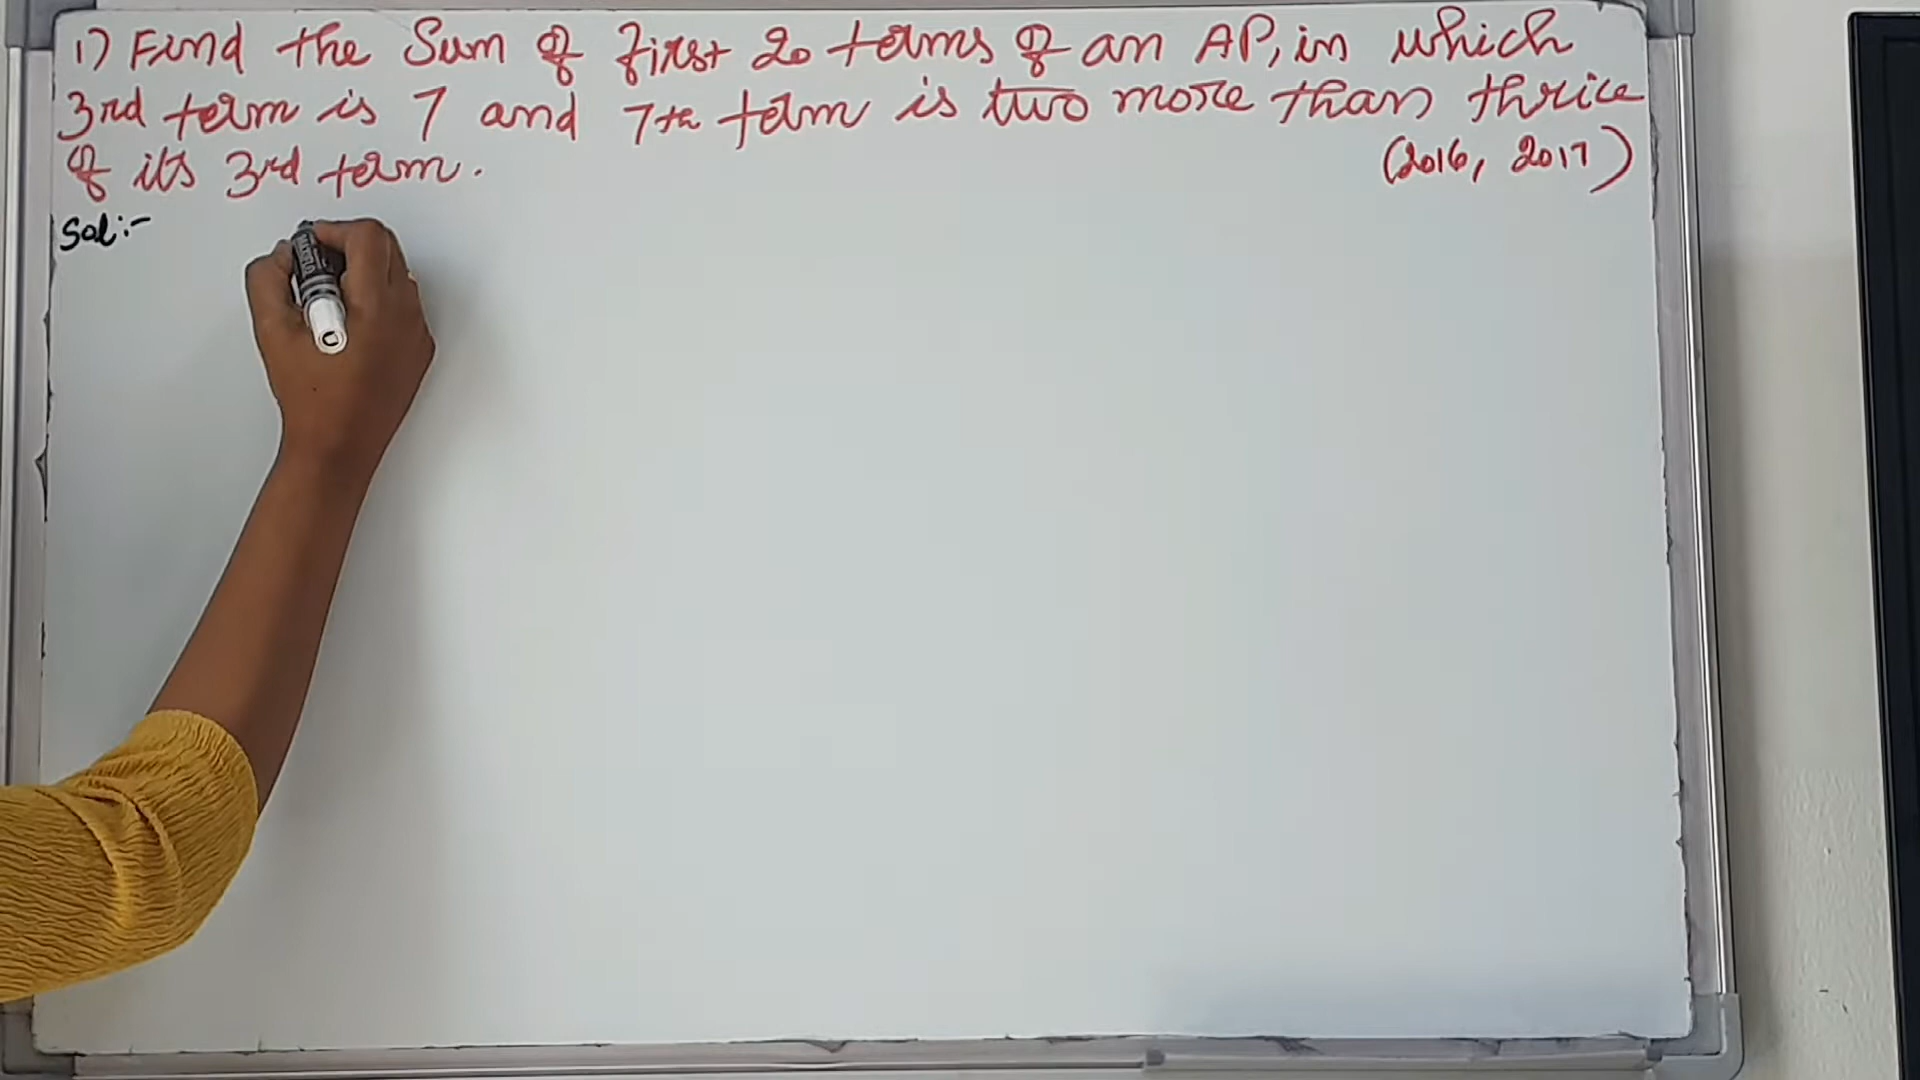 1) Find the Sum of first 20 terms of an AP, in which
3rd term is 7 and 7th term is two more than thrice
of its 3rd term.
(2016, 2017)
Sol:-